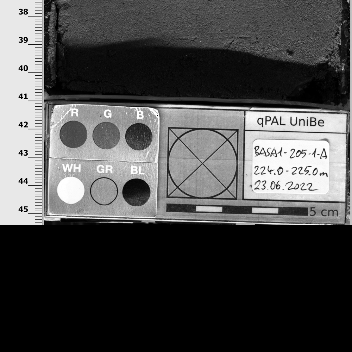 38
39
40
41
42
43
44
45
R G B
WH GR BL
qPAL UniBe
BASA1-205-1-A
224.0-225.0m
23.06.2022
5 cm